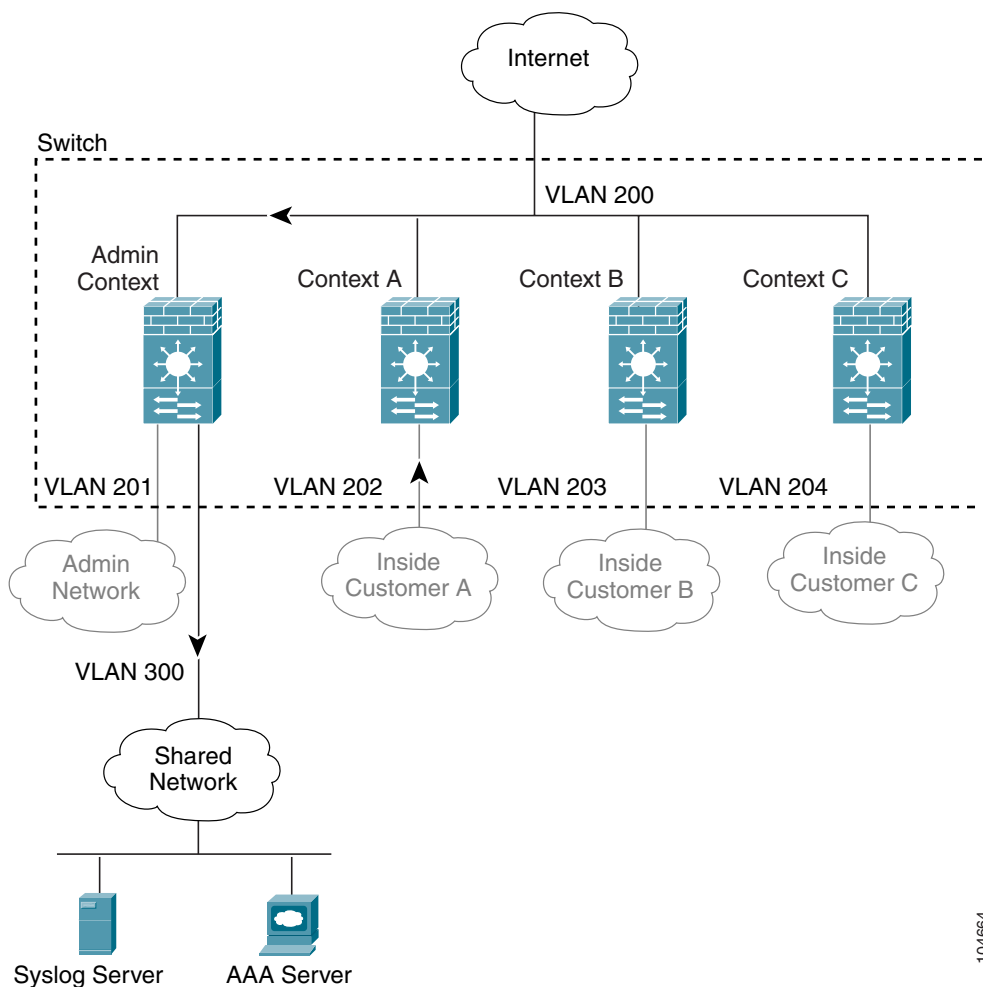 Internet
Switch
VLAN 200
Admin
Context
Context A
Context B
Context C
VLAN 201
VLAN 202
VLAN 203
VLAN 204
Admin
Network
Inside
Customer A
Inside
Customer B
Inside
Customer C
VLAN 300
Shared
Network
Syslog Server
AAA Server
104664